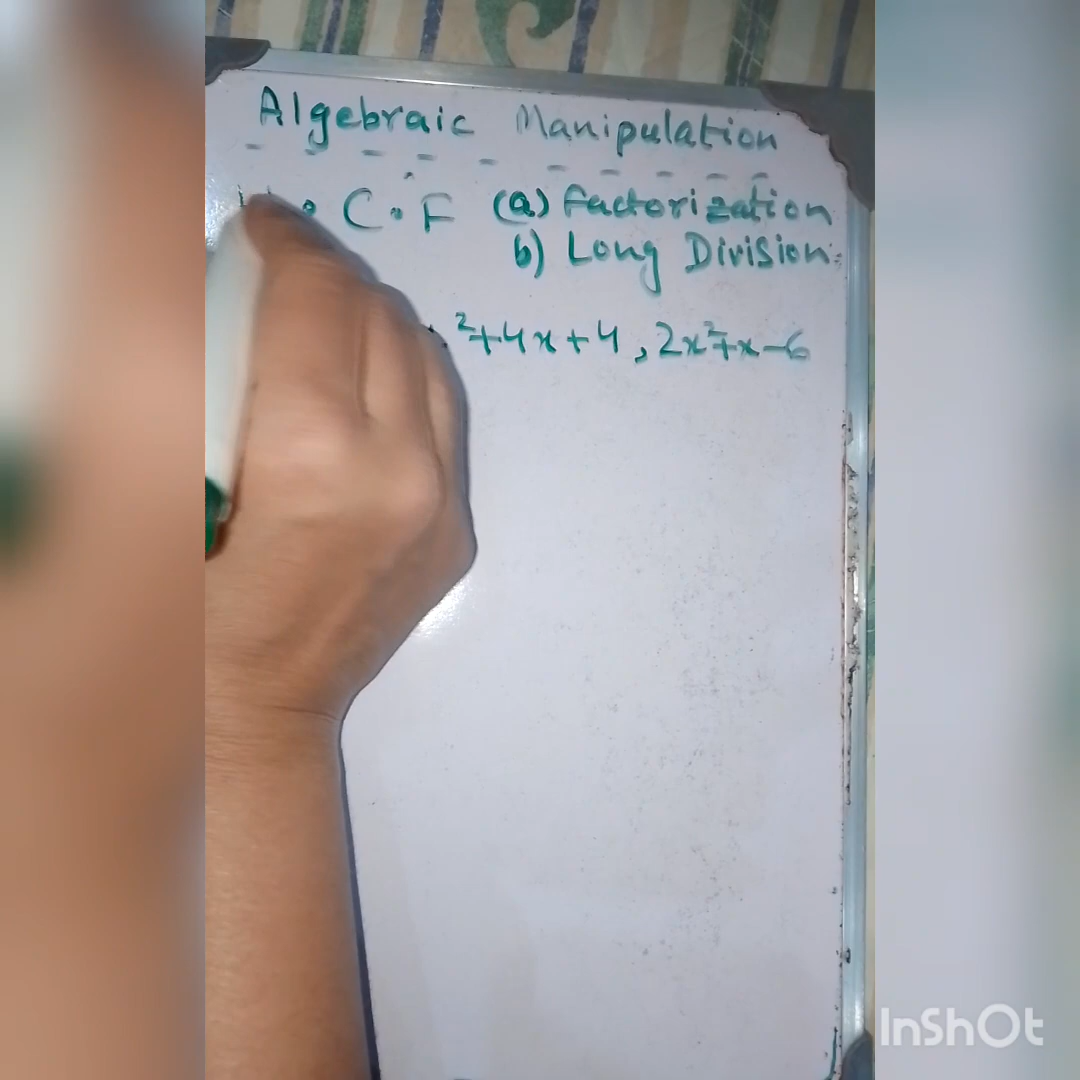 Algebraic Manipulation
H.C.F (a) Factorization
b) Long Division:
²+4x+4, 2x²+x-6
InShOt